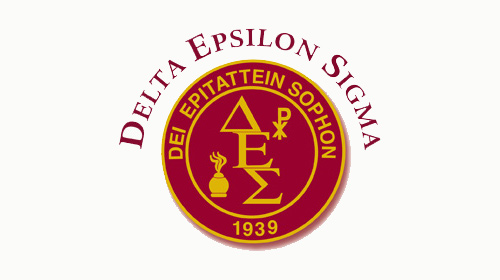 DELTA EPSILON SIGMA
DEI EPITATTEIN SOPHON
ΔΕΣ
1939